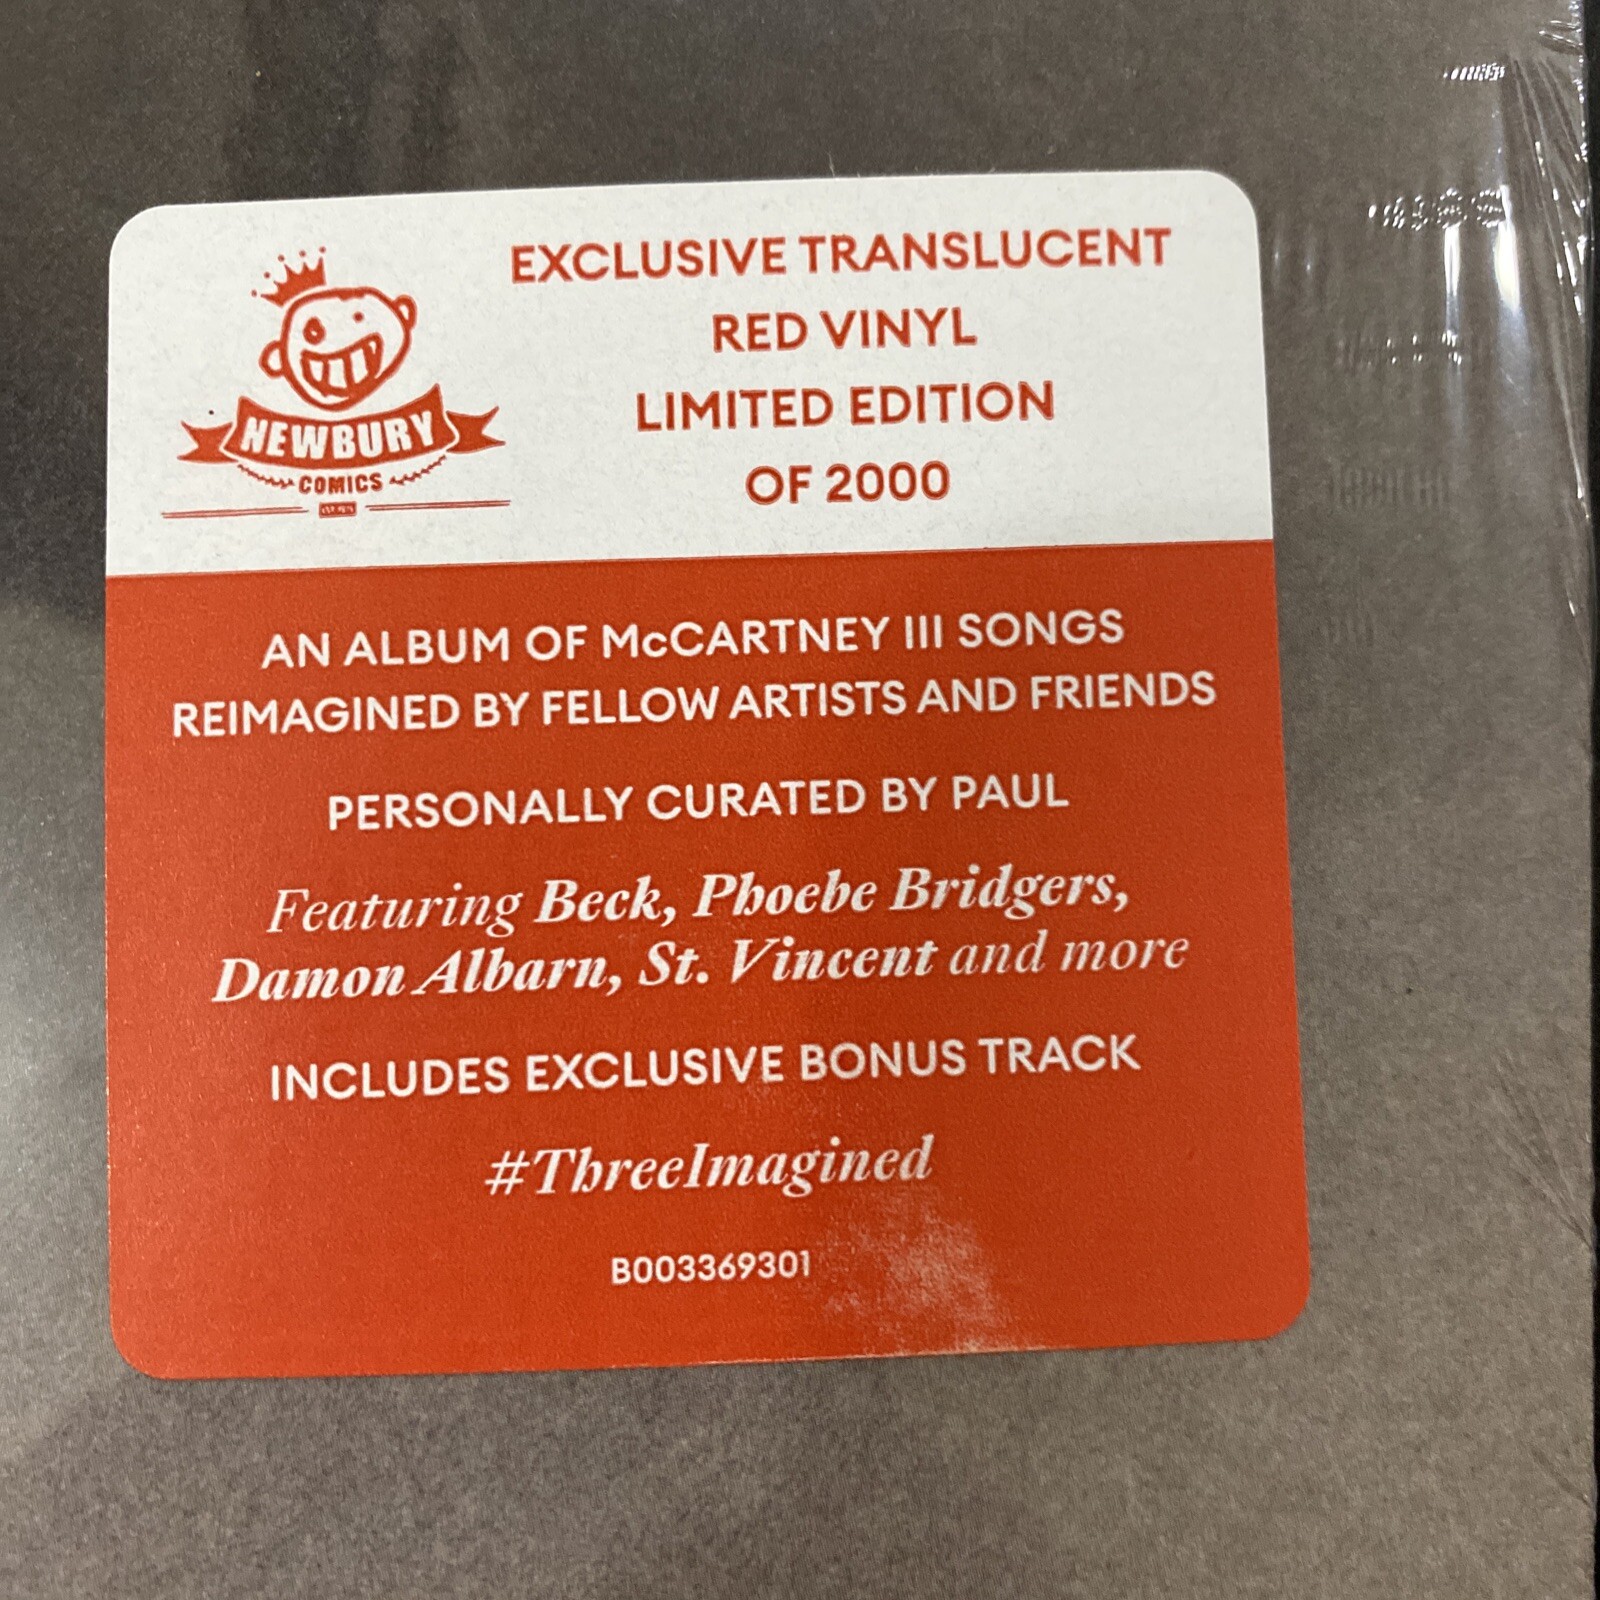 EXCLUSIVE TRANSLUCENT
RED VINYL
LIMITED EDITION
OF 2000
NEWBURY
COMICS
AN ALBUM OF McCARTNEY III SONGS
REIMAGINED BY FELLOW ARTISTS AND FRIENDS
PERSONALLY CURATED BY PAUL
Featuring Beck, Phoebe Bridgers,
Damon Albarn, St. Vincent and more
INCLUDES EXCLUSIVE BONUS TRACK
#ThreeImagined
B003369301